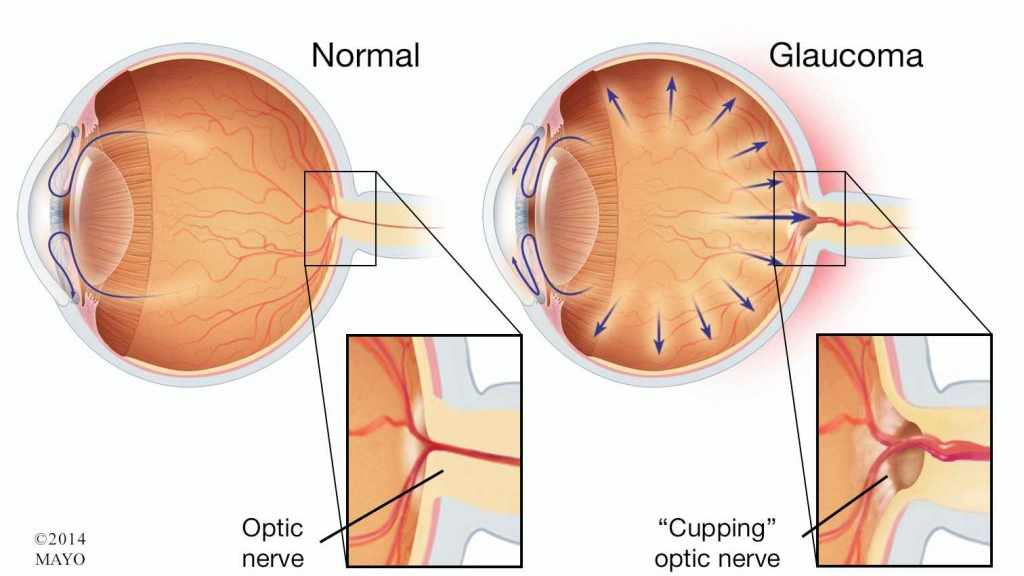 Normal
Glaucoma
Optic
nerve
“Cupping”
optic nerve
©2014
MAYO